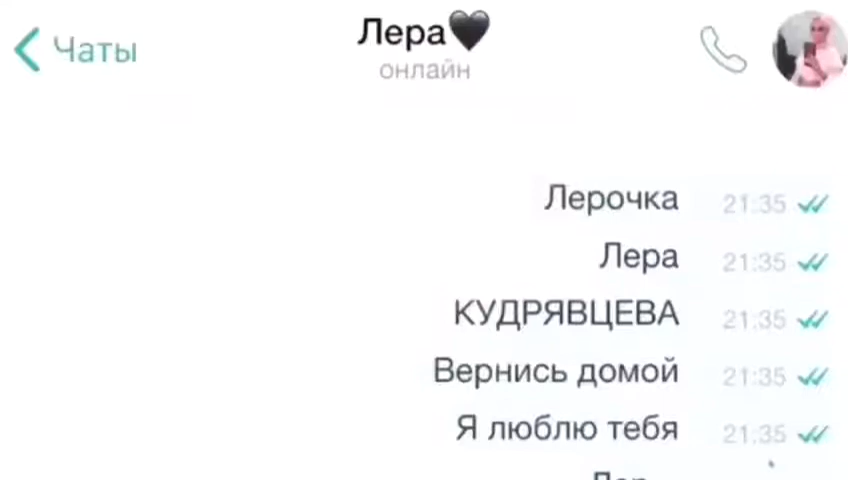 Чаты
Лера🖤
онлайн
Лерочка 21:35
Лера 21:35
КУДРЯВЦЕВА 21:35
Вернись домой 21:35
Я люблю тебя 21:35